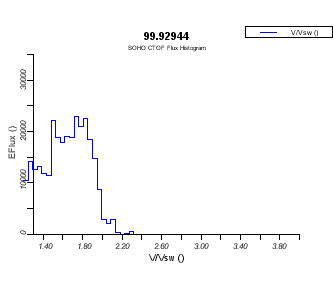 99.92944
SOHO CTOF Flux Histogram
V/Vsw ()
EFlux ()
30000
20000
10000
0
1.40 1.80 2.20 2.60 3.00 3.40 3.80
V/Vsw ()